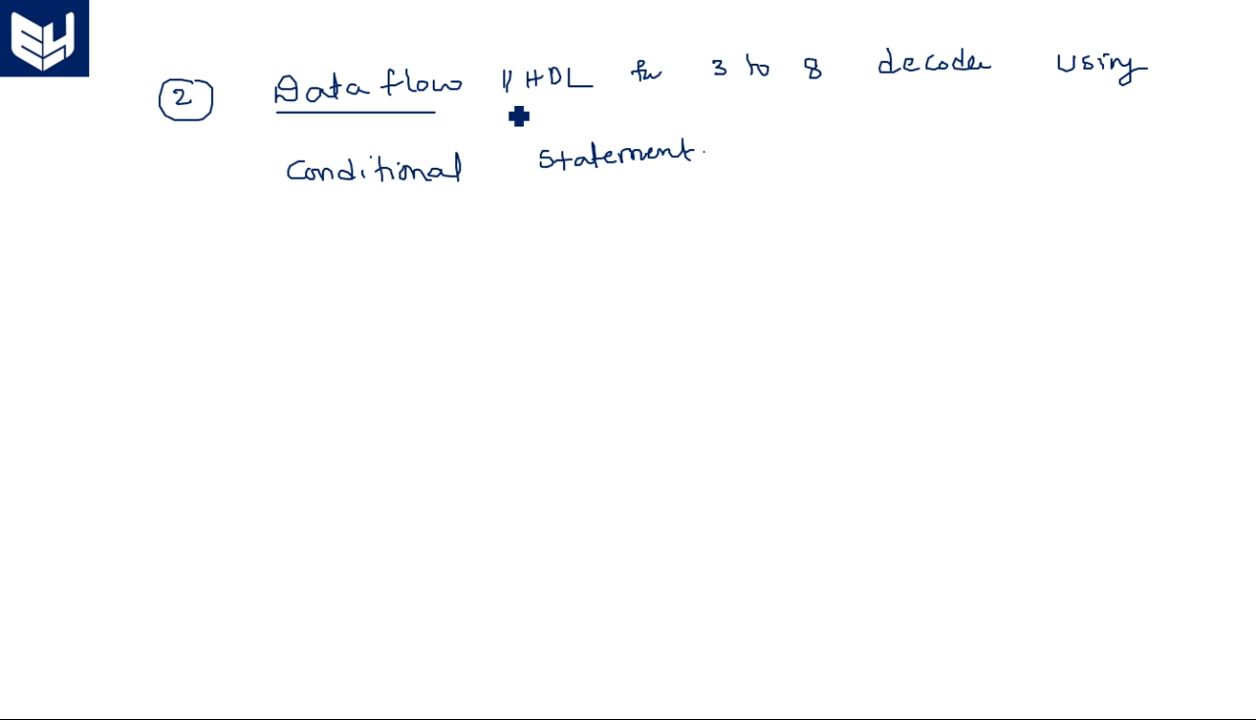 2 Data flow VHDL for 3 to 8 decoder using
Conditional Statement.